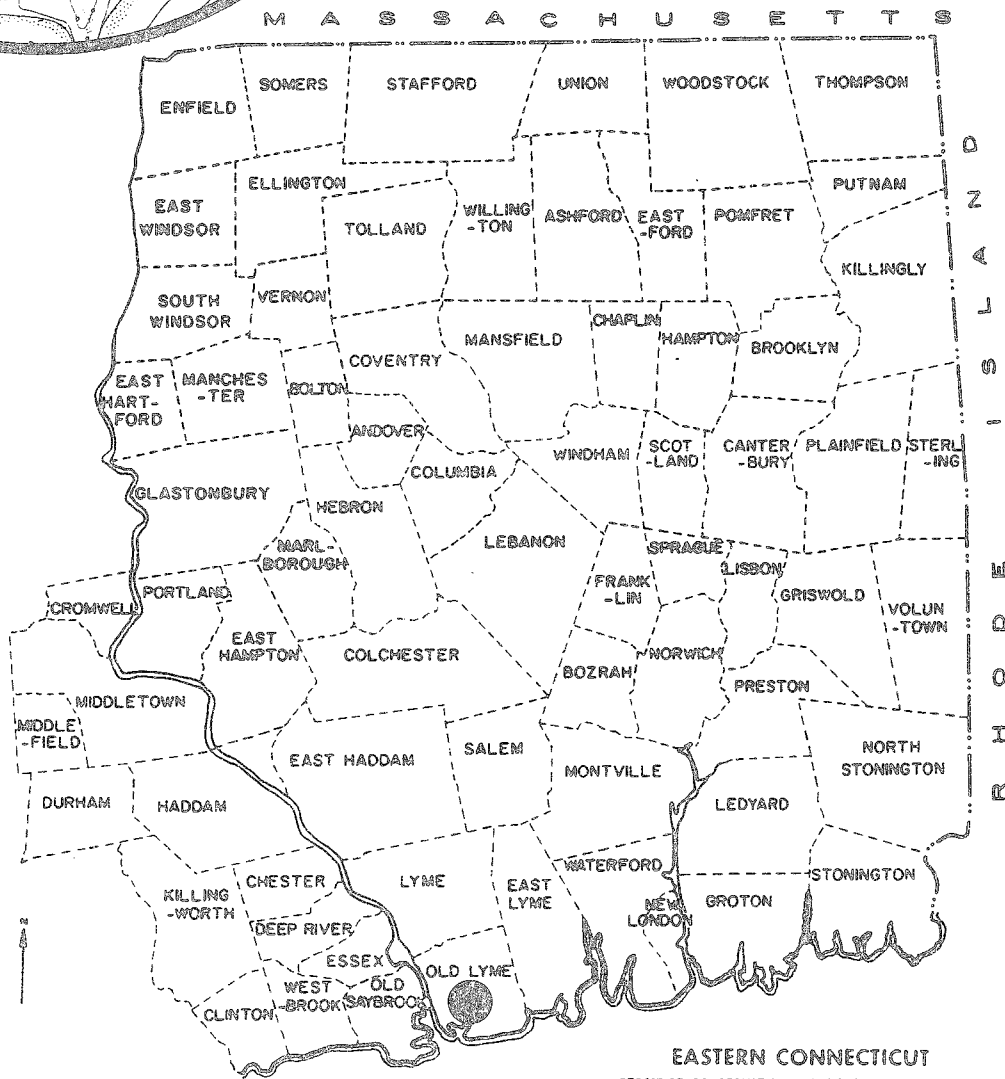 MASSACHUSETTS
SOMERS
STAFFORD
UNION
WOODSTOCK
THOMPSON
ENFIELD
ELLINGTON
PUTNAM
EAST
WINDSOR
TOLLAND
WILLING
-TON
ASHFORD
EAST
-FORD
POMFRET
KILLINGLY
SOUTH
WINDSOR
VERNON
COVENTRY
MANSFIELD
CHAPLIN
HAMPTON
BROOKLYN
EAST
HART-
FORD
MANCHES
-TER
BOLTON
ANDOVER
COLUMBIA
WINDHAM
SCOT
-LAND
CANTER
-BURY
PLAINFIELD
STERL
-ING
GLASTONBURY
HEBRON
MARL-
BOROUGH
LEBANON
SPRAGUE
LISBON
FRANK
-LIN
GRISWOLD
VOLUN
-TOWN
CROMWELL
PORTLAND
EAST
HAMPTON
COLCHESTER
BOZRAH
NORWICH
PRESTON
MIDDLETOWN
MIDDLE
-FIELD
EAST HADDAM
SALEM
MONTVILLE
NORTH
STONINGTON
DURHAM
HADDAM
LEDYARD
KILLING
-WORTH
CHESTER
LYME
EAST
LYME
WATERFORD
NEW
LONDON
GROTON
STONINGTON
DEEP RIVER
ESSEX
OLD LYME
WEST
-BROOK
OLD
SAYBROOK
CLINTON
RHODE ISLAND
EASTERN CONNECTICUT